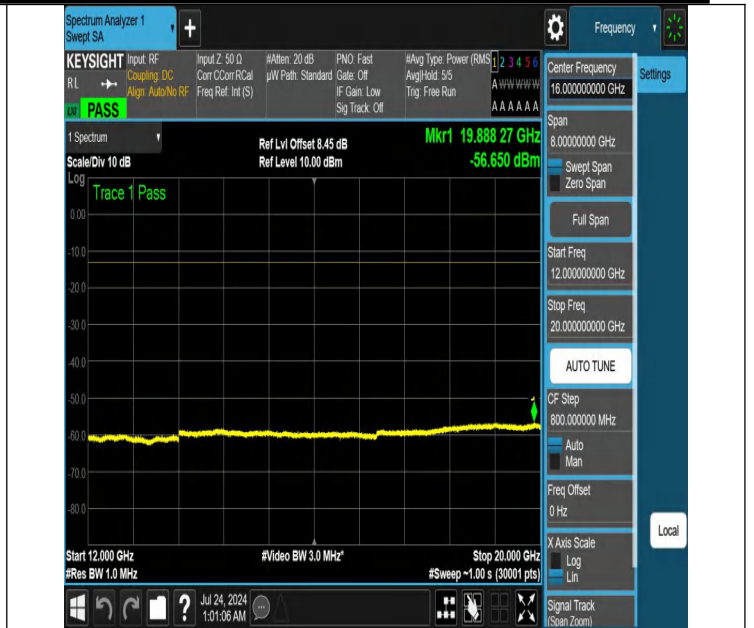 Spectrum Analyzer 1
Swept SA
+
Frequency
KEYSIGHT
RL
PASS
Input: RF
Coupling: DC
Align: Auto/No RF
Input Z: 50 Ω
Corr CCorr RCal
Freq Ref: Int (S)
#Atten: 20 dB
µW Path: Standard
PNO: Fast
Gate: Off
IF Gain: Low
Sig Track: Off
#Avg Type: Power (RMS
Avg|Hold: 5/5
Trig: Free Run
1 2 3 4 5 6
A W W W W W
A A A A A A
1 Spectrum
Scale/Div 10 dB
Ref Lvl Offset 8.45 dB
Ref Level 10.00 dBm
Mkr1 19.888 27 GHz
-56.650 dBm
Log
Trace 1 Pass
0.00
-10.0
-20.0
-30.0
-40.0
-50.0
-60.0
-70.0
-80.0
1
Start 12.000 GHz
#Res BW 1.0 MHz
#Video BW 3.0 MHz*
Stop 20.000 GHz
#Sweep ~1.00 s (30001 pts)
Center Frequency
16.000000000 GHz
Settings
Span
8.00000000 GHz
Swept Span
Zero Span
Full Span
Start Freq
12.000000000 GHz
Stop Freq
20.000000000 GHz
AUTO TUNE
CF Step
800.000000 MHz
Auto
Man
Freq Offset
0 Hz
X Axis Scale
Log
Lin
Local
Signal Track
(Span Zoom)
?
Jul 24, 2024
1:01:06 AM